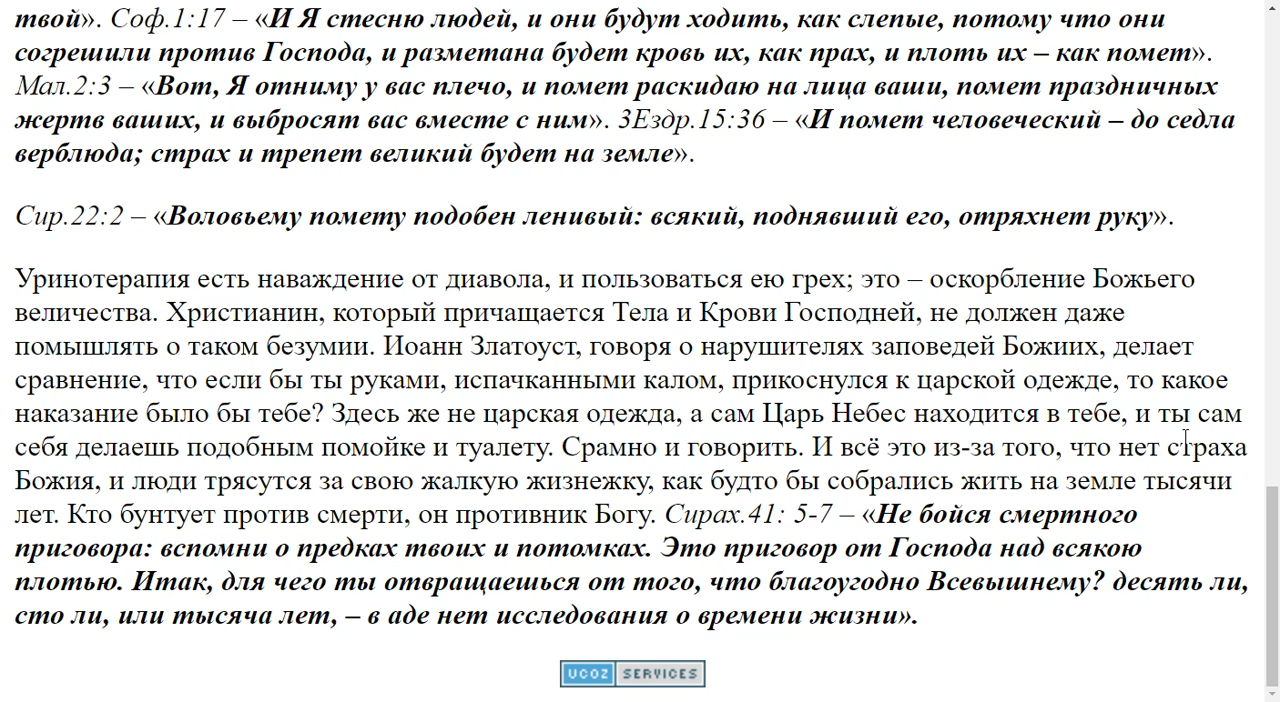 твой». Соф.1:17 – «И Я стесню людей, и они будут ходить, как слепые, потому что они
согрешили против Господа, и разметана будет кровь их, как прах, и плоть их – как помет».
Мал.2:3 – «Вот, Я отниму у вас плечо, и помет раскидаю на лица ваши, помет праздничных
жертв ваших, и выбросят вас вместе с ним». 3Ездр.15:36 – «И помет человеческий – до седла
верблюда; страх и трепет великий будет на земле».
Сир.22:2 – «Воловьему помету подобен ленивый: всякий, поднявший его, отряхнет руку».
Уринотерапия есть наваждение от диавола, и пользоваться ею грех; это – оскорбление Божьего
величества. Христианин, который причащается Тела и Крови Господней, не должен даже
помышлять о таком безумии. Иоанн Златоуст, говоря о нарушителях заповедей Божиих, делает
сравнение, что если бы ты руками, испачканными калом, прикоснулся к царской одежде, то какое
наказание было бы тебе? Здесь же не царская одежда, а сам Царь Небес находится в тебе, и ты сам
себя делаешь подобным помойке и туалету. Срамно и говорить. И всё это из-за того, что нет страха
Божия, и люди трясутся за свою жалкую жизнежку, как будто бы собрались жить на земле тысячи
лет. Кто бунтует против смерти, он противник Богу. Сирах.41: 5-7 – «Не бойся смертного
приговора: вспомни о предках твоих и потомках. Это приговор от Господа над всякою
плотью. Итак, для чего ты отвращаешься от того, что благоугодно Всевышнему? десять ли,
сто ли, или тысяча лет, – в аде нет исследования о времени жизни».
UCOZ SERVICES